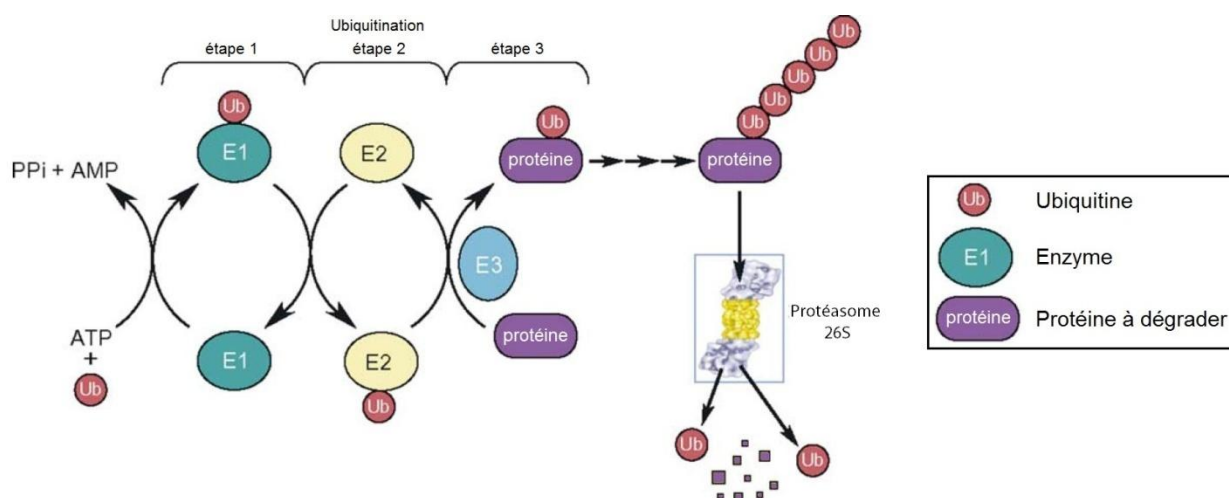 Ubiquitination
étape 1
étape 2
étape 3
Ub
Ub
Ub
Ub
Ub
Ub
Ub
E1
E2
protéine
protéine
PPi + AMP
E3
protéine
ATP
+
Ub
E1
E2
Ub
Protéasome
26S
Ub
Ub
Ub
Ubiquitine
E1
Enzyme
protéine
Protéine à dégrader